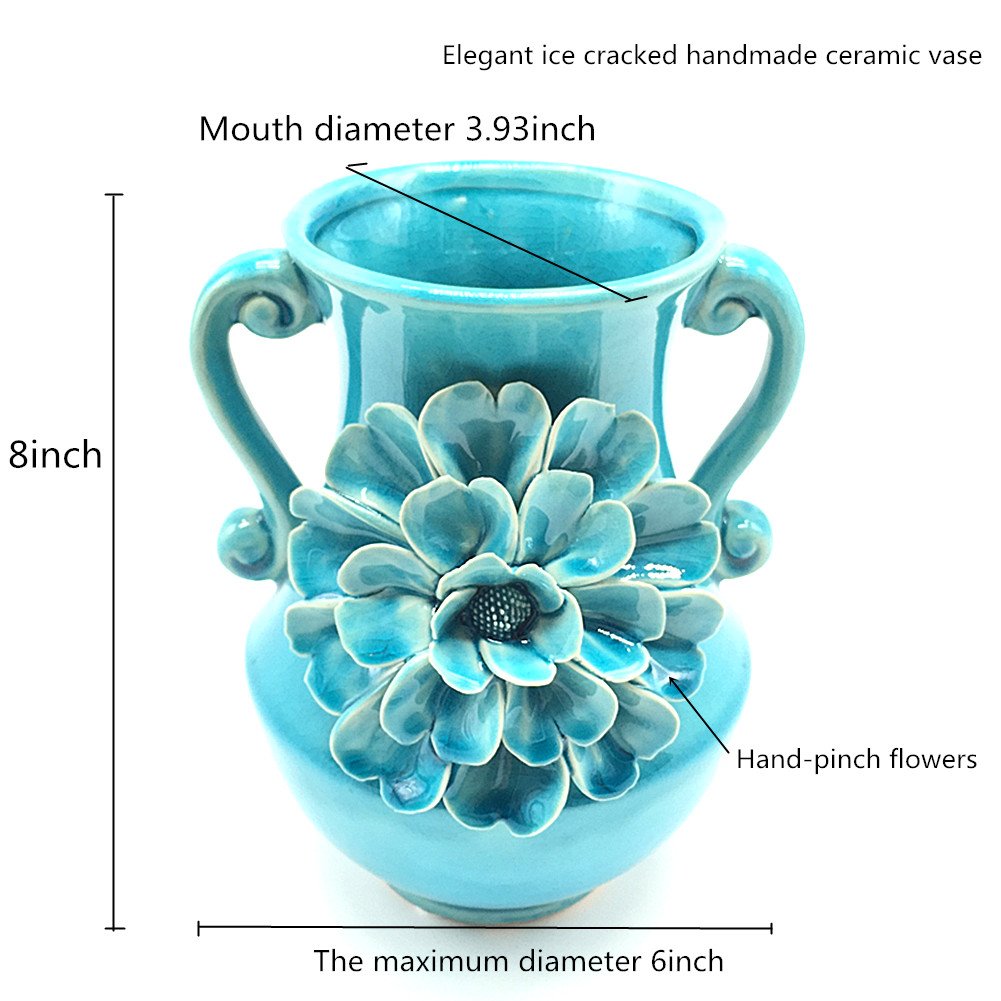 Elegant ice cracked handmade ceramic vase
Mouth diameter 3.93inch
8inch
Hand-pinch flowers
The maximum diameter 6inch